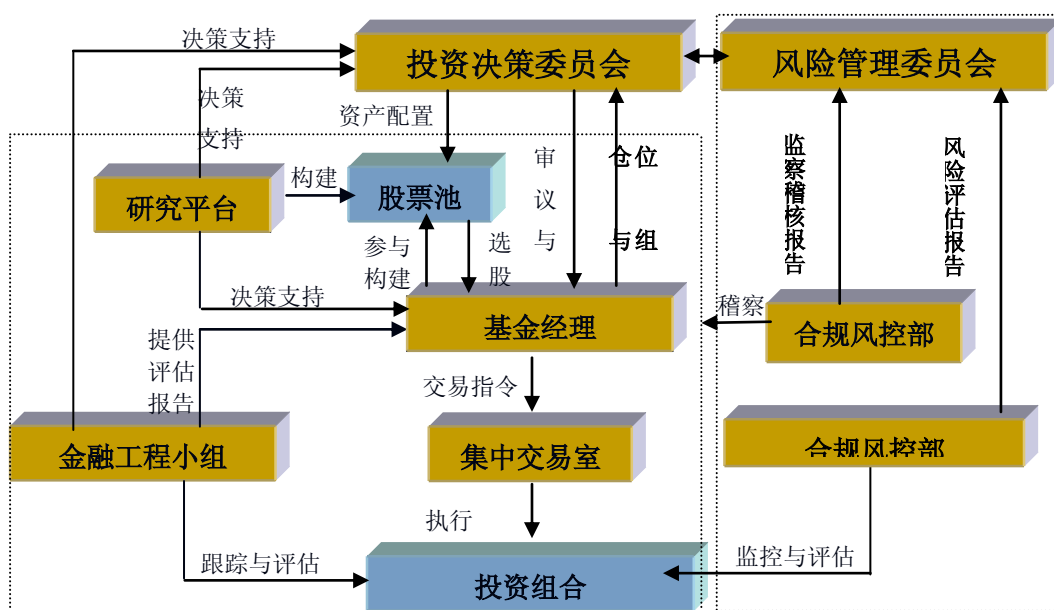 决策支持
投资决策委员会
风险管理委员会
决策
支持
资产配置
审议与
仓位
与组
监察稽核报告
风险评估报告
研究平台
构建
股票池
参与
构建
选股
决策支持
基金经理
稽察
合规风控部
提供
评估
报告
交易指令
金融工程小组
集中交易室
合规风控部
执行
跟踪与评估
投资组合
监控与评估